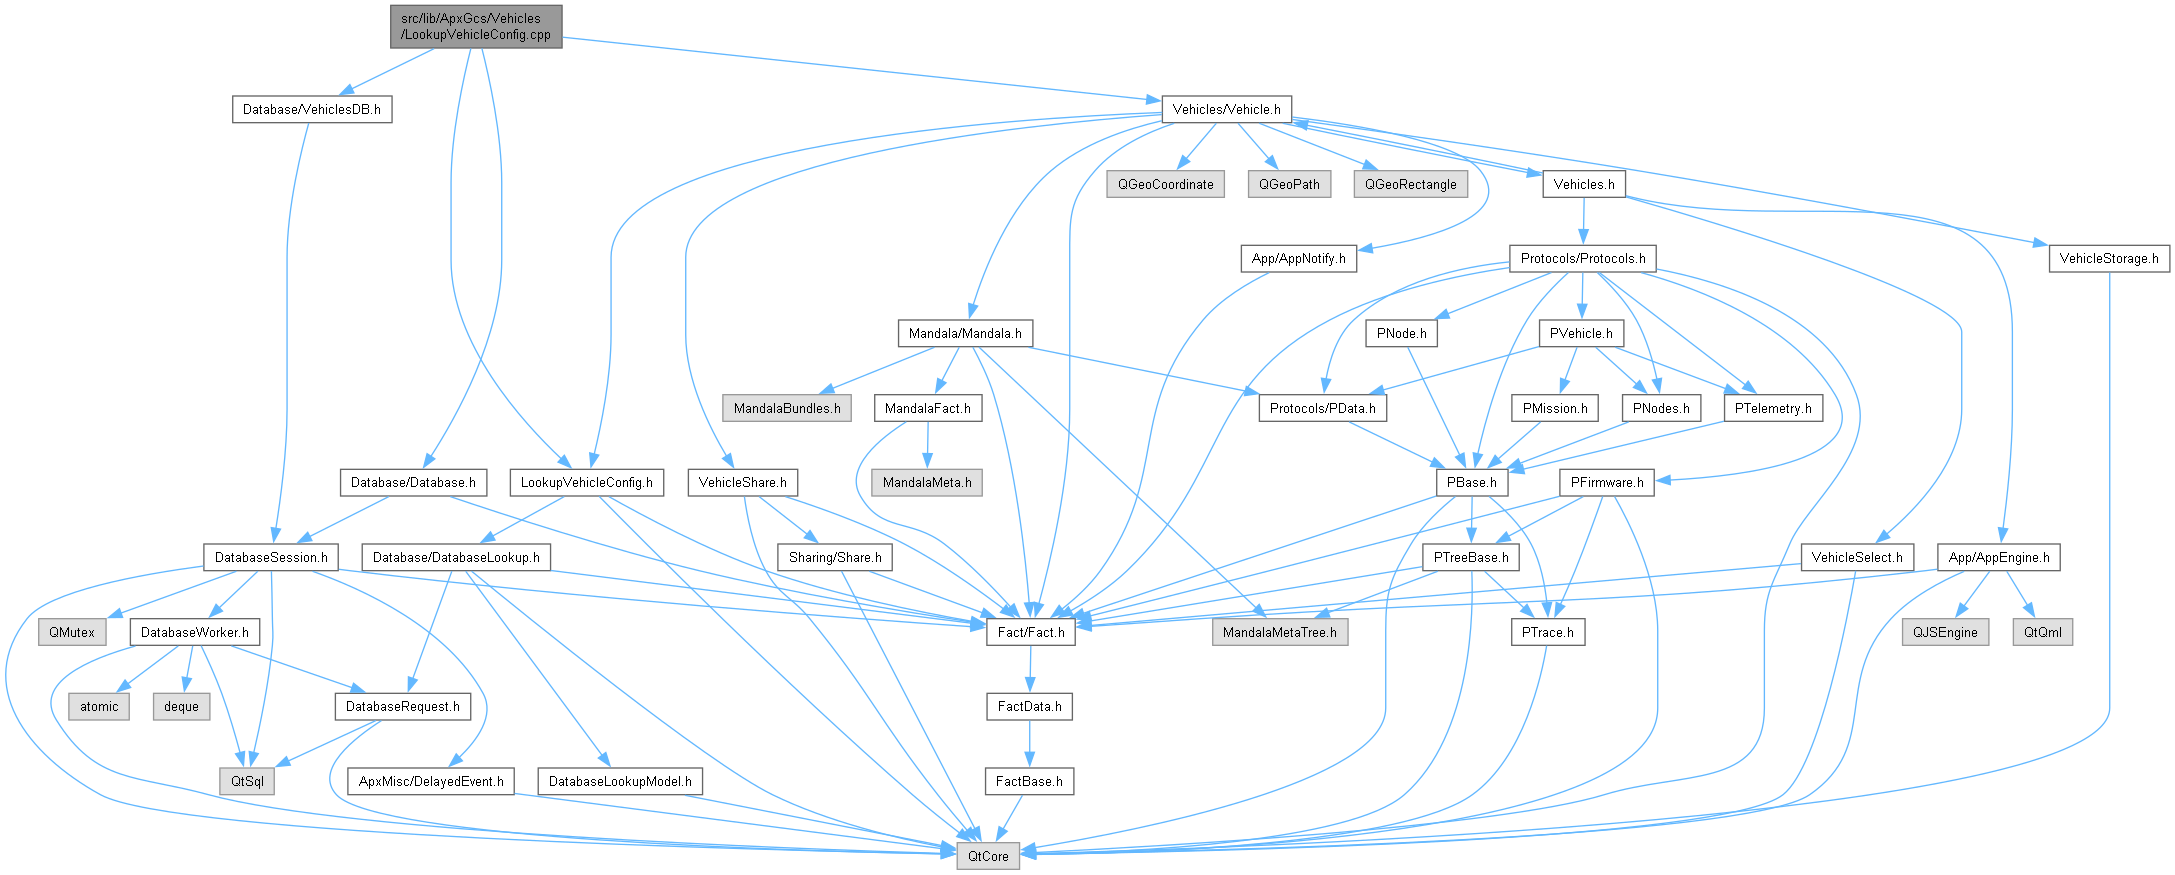 src/lib/ApxGcs/Vehicles
/LookupVehicleConfig.cpp
Database/VehiclesDB.h
Vehicles/Vehicle.h
QGeoCoordinate
QGeoPath
QGeoRectangle
Vehicles.h
App/AppNotify.h
Protocols/Protocols.h
VehicleStorage.h
Mandala/Mandala.h
PNode.h
PVehicle.h
MandalaBundles.h
MandalaFact.h
Protocols/PData.h
PMission.h
PNodes.h
PTelemetry.h
Database/Database.h
LookupVehicleConfig.h
VehicleShare.h
MandalaMeta.h
PBase.h
PFirmware.h
DatabaseSession.h
Database/DatabaseLookup.h
Sharing/Share.h
PTreeBase.h
VehicleSelect.h
App/AppEngine.h
QMutex
DatabaseWorker.h
Fact/Fact.h
MandalaMetaTree.h
PTrace.h
QJSEngine
QtQml
atomic
deque
DatabaseRequest.h
FactData.h
QtSql
ApxMisc/DelayedEvent.h
DatabaseLookupModel.h
FactBase.h
QtCore